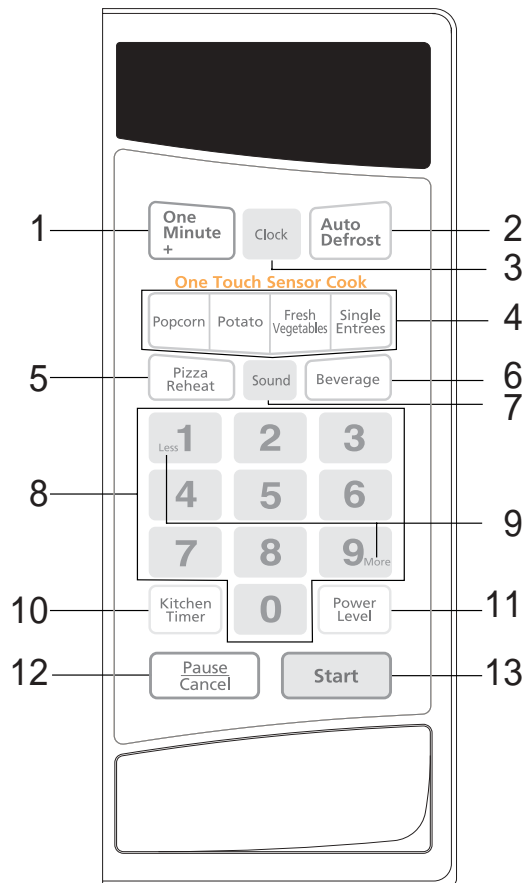 One
Minute
+
Clock
Auto
Defrost
1
2
3
One Touch Sensor Cook
Popcorn
Potato
Fresh
Vegetables
Single
Entrees
4
5
Pizza
Reheat
Sound
Beverage
6
7
Less 1
2
3
8
4
5
6
9
7
8
9 More
10
Kitchen
Timer
0
Power
Level
11
12
Pause
Cancel
Start
13